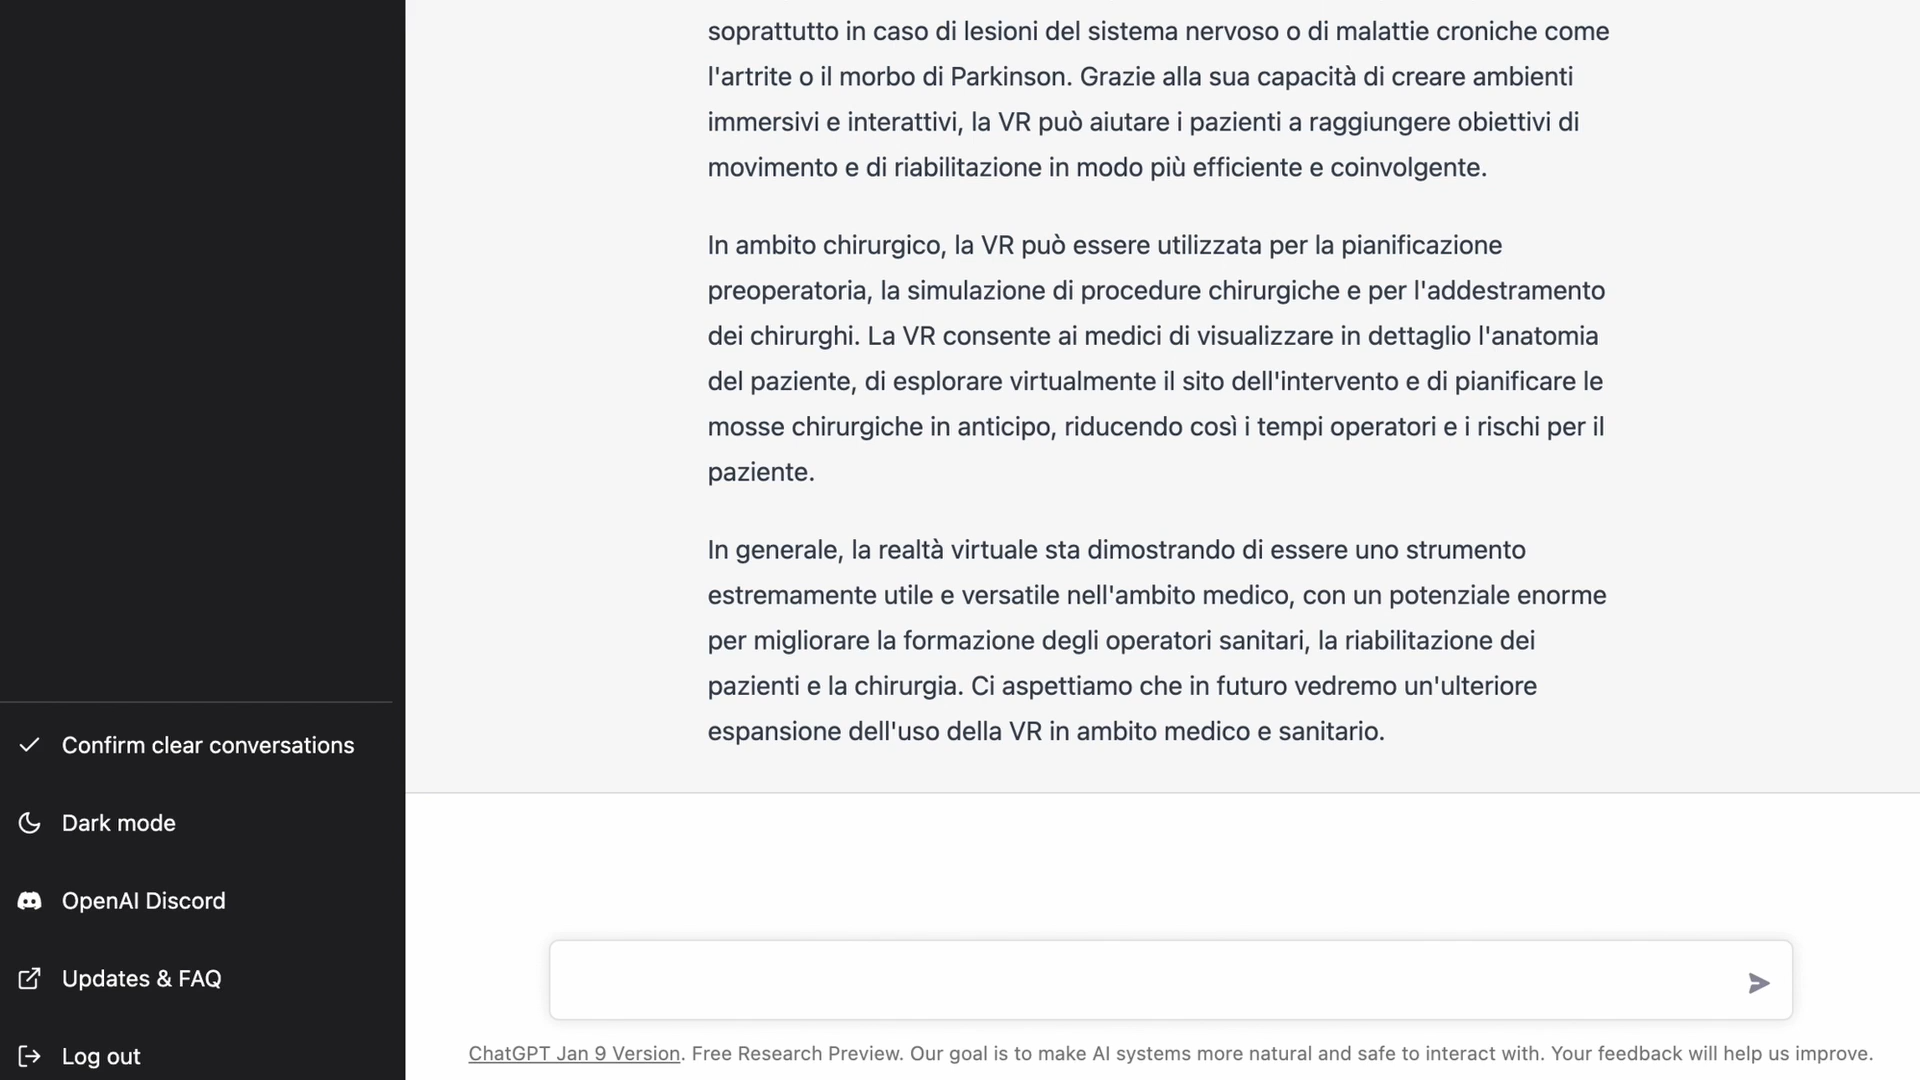 soprattutto in caso di lesioni del sistema nervoso o di malattie croniche come
l'artrite o il morbo di Parkinson. Grazie alla sua capacità di creare ambienti
immersivi e interattivi, la VR può aiutare i pazienti a raggiungere obiettivi di
movimento e di riabilitazione in modo più efficiente e coinvolgente.
In ambito chirurgico, la VR può essere utilizzata per la pianificazione
preoperatoria, la simulazione di procedure chirurgiche e per l'addestramento
dei chirurghi. La VR consente ai medici di visualizzare in dettaglio l'anatomia
del paziente, di esplorare virtualmente il sito dell'intervento e di pianificare le
mosse chirurgiche in anticipo, riducendo così i tempi operatori e i rischi per il
paziente.
In generale, la realtà virtuale sta dimostrando di essere uno strumento
estremamente utile e versatile nell'ambito medico, con un potenziale enorme
per migliorare la formazione degli operatori sanitari, la riabilitazione dei
pazienti e la chirurgia. Ci aspettiamo che in futuro vedremo un'ulteriore
espansione dell'uso della VR in ambito medico e sanitario.
Confirm clear conversations
Dark mode
OpenAI Discord
Updates & FAQ
Log out
ChatGPT Jan 9 Version. Free Research Preview. Our goal is to make AI systems more natural and safe to interact with. Your feedback will help us improve.